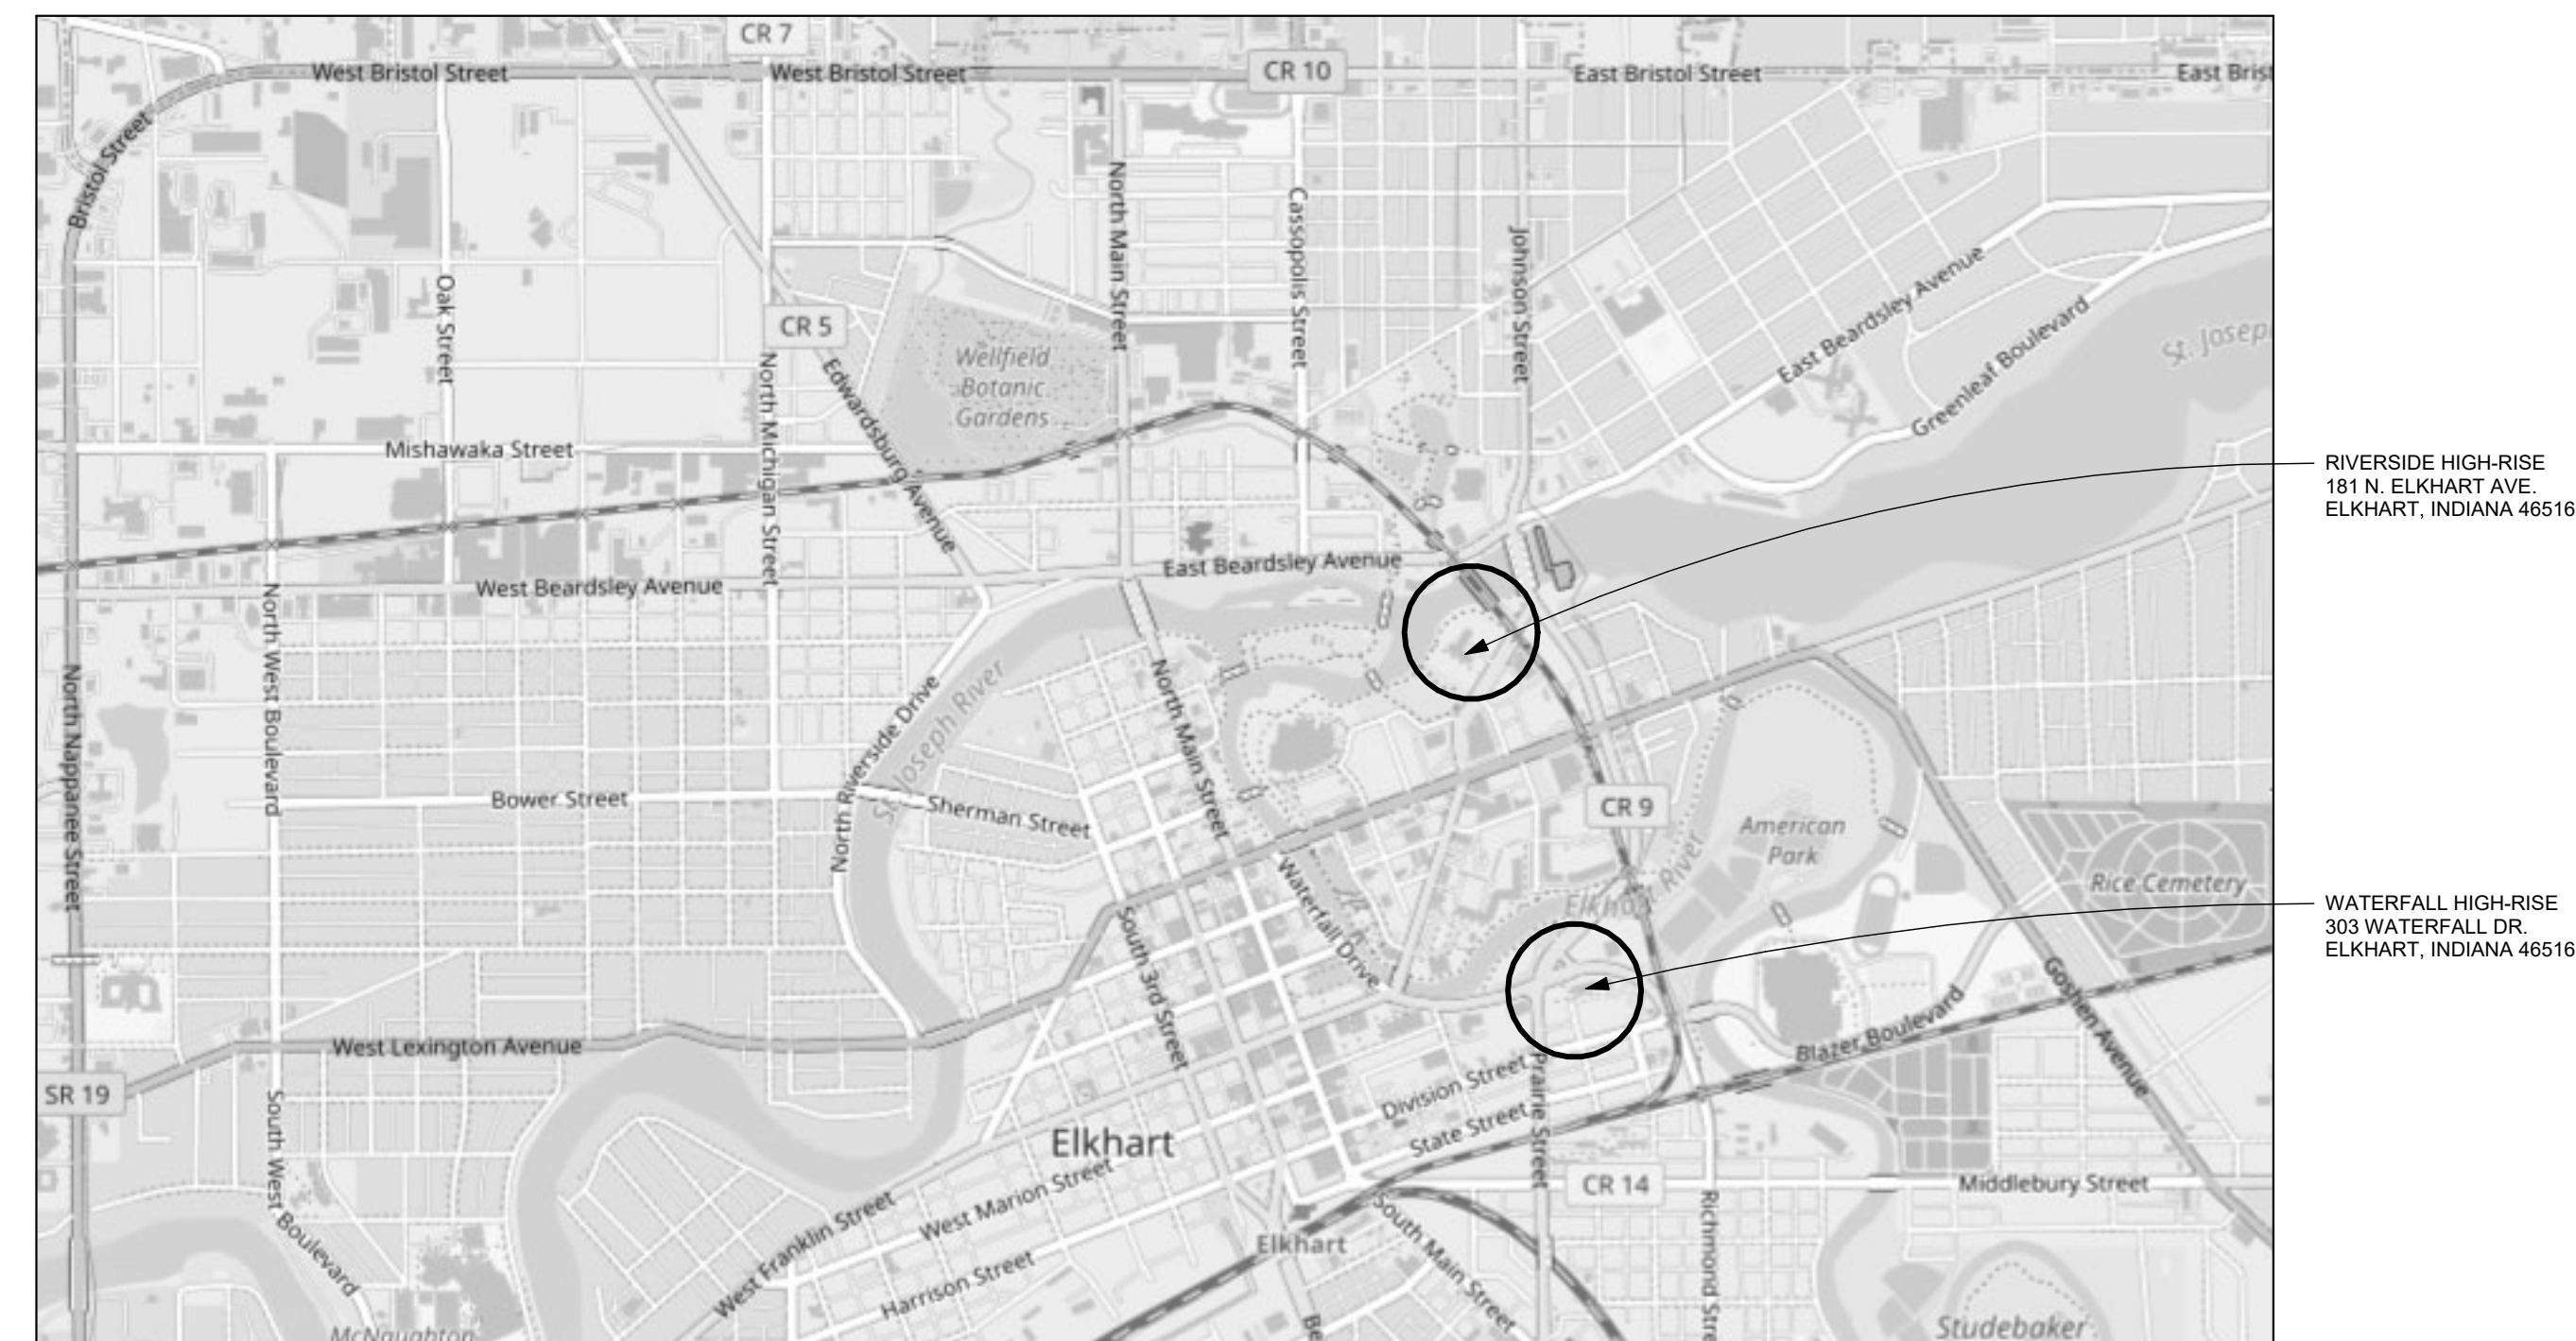 CR 7
West Bristol Street
West Bristol Street
CR 10
East Bristol Street
East Brist
Bristol Street
North Main Street
Cassopolis Street
Johnson Street
Oak Street
CR 5
East Beardsley Avenue
Greenleaf Boulevard
St. Josep
Wellfield
Botanic
Gardens
North Michigan Street
Edwardsburg Avenue
Mishawaka Street
RIVERSIDE HIGH-RISE
181 N. ELKHART AVE.
ELKHART, INDIANA 46516
West Beardsley Avenue
East Beardsley Avenue
North West Boulevard
North Nappanee Street
North Riverside Drive
St. Joseph River
North Main Street
Bower Street
Sherman Street
CR 9
American
Park
Elkhart River
Waterfall Drive
Rice Cemetery
WATERFALL HIGH-RISE
303 WATERFALL DR.
ELKHART, INDIANA 46516
South 3rd Street
West Lexington Avenue
Goshen Avenue
Blazer Boulevard
SR 19
Division Street
State Street
Prairie Street
South West Boulevard
Elkhart
West Marion Street
West Franklin Street
Harrison Street
CR 14
Middlebury Street
Elkhart
South Main Street
Richmond Stre
Be
McNaughton
Studebaker